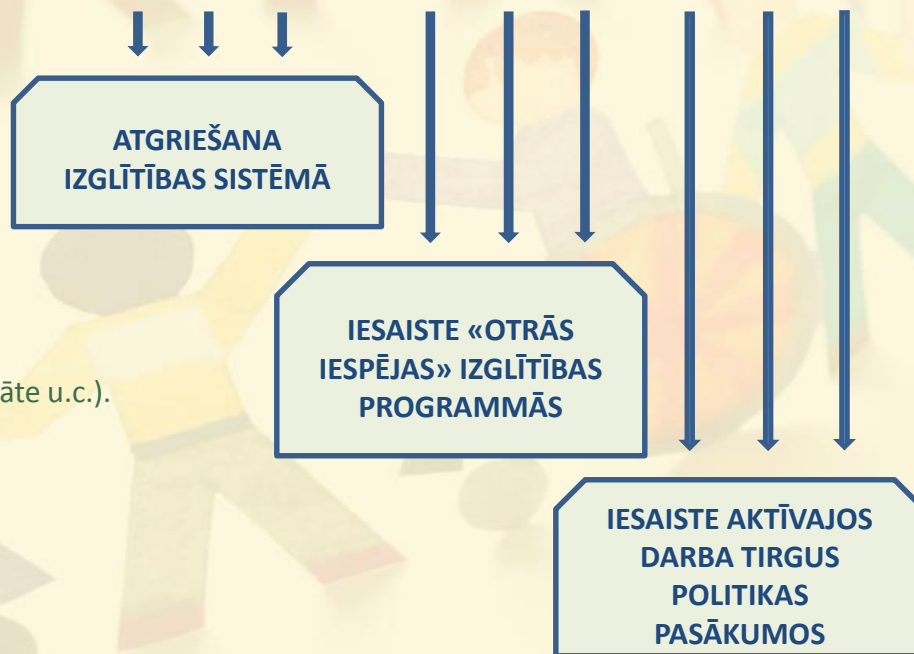 ATGRIEŠANA
IZGLĪTĪBAS SISTĒMĀ
IESAISTE «OTRĀS
IESPĒJAS» IZGLĪTĪBAS
PROGRAMMĀS
āte u.c.).
IESAISTE AKTĪVAJOS
DARBA TIRGUS
POLITIKAS
PASĀKUMOS